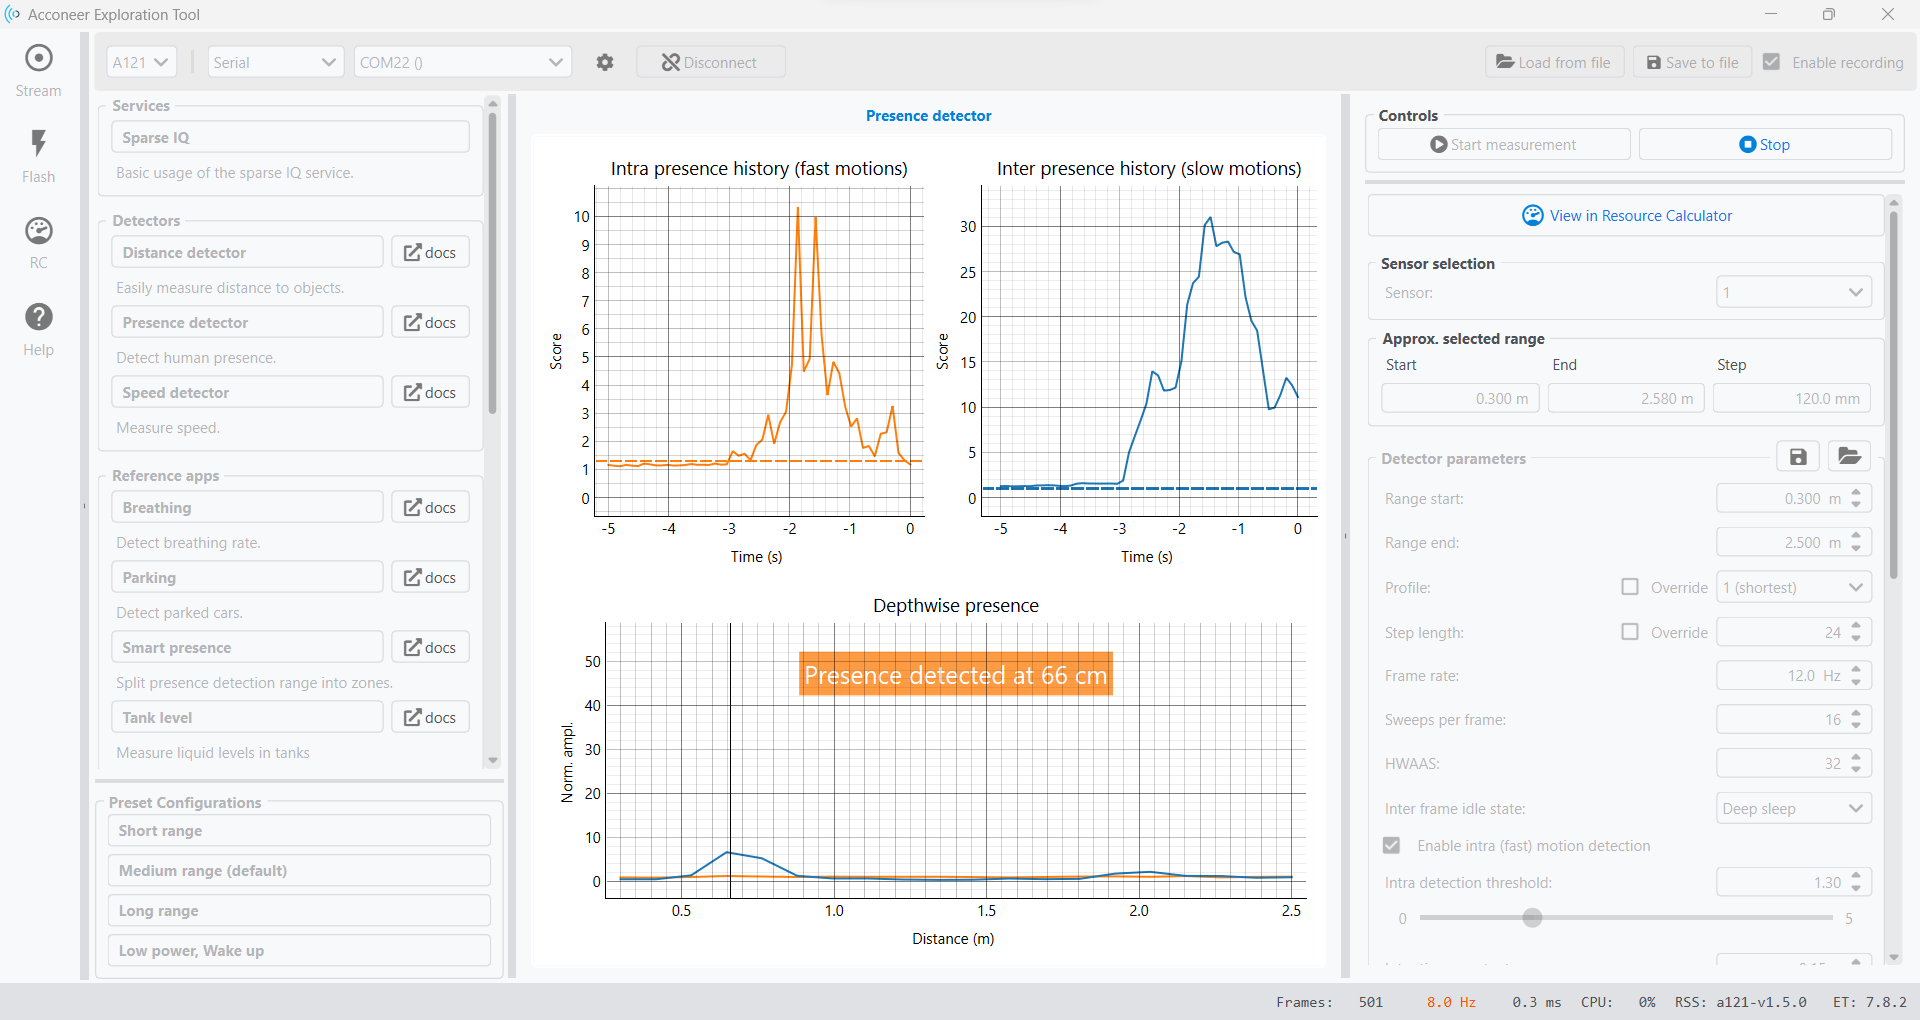 Acconeer Exploration Tool
Stream
Flash
RC
Help
A121
Serial
COM22 ()
Disconnect
Load from file
Save to file
Enable recording
Services
Sparse IQ
Basic usage of the sparse IQ service.
Detectors
Distance detector
docs
Easily measure distance to objects.
Presence detector
docs
Detect human presence.
Speed detector
docs
Measure speed.
Reference apps
Breathing
docs
Detect breathing rate.
Parking
docs
Detect parked cars.
Smart presence
docs
Split presence detection range into zones.
Tank level
docs
Measure liquid levels in tanks
Preset Configurations
Short range
Medium range (default)
Long range
Low power, Wake up
Presence detector
Intra presence history (fast motions)
Score
10
9
8
7
6
5
4
3
2
1
0
-5 -4 -3 -2 -1 0
Time (s)
Inter presence history (slow motions)
Score
30
25
20
15
10
5
0
-5 -4 -3 -2 -1 0
Time (s)
Depthwise presence
Presence detected at 66 cm
Norm. ampl.
50
40
30
20
10
0
0.5 1.0 1.5 2.0 2.5
Distance (m)
Controls
Start measurement
Stop
View in Resource Calculator
Sensor selection
Sensor: 1
Approx. selected range
Start End Step
0.300 m 2.580 m 120.0 mm
Detector parameters
Range start: 0.300 m
Range end: 2.500 m
Profile: Override 1 (shortest)
Step length: Override 24
Frame rate: 12.0 Hz
Sweeps per frame: 16
HWAAS: 32
Inter frame idle state: Deep sleep
Enable intra (fast) motion detection
Intra detection threshold: 1.30
0 5
Frames: 501 8.0 Hz 0.3 ms CPU: 0% RSS: a121-v1.5.0 ET: 7.8.2